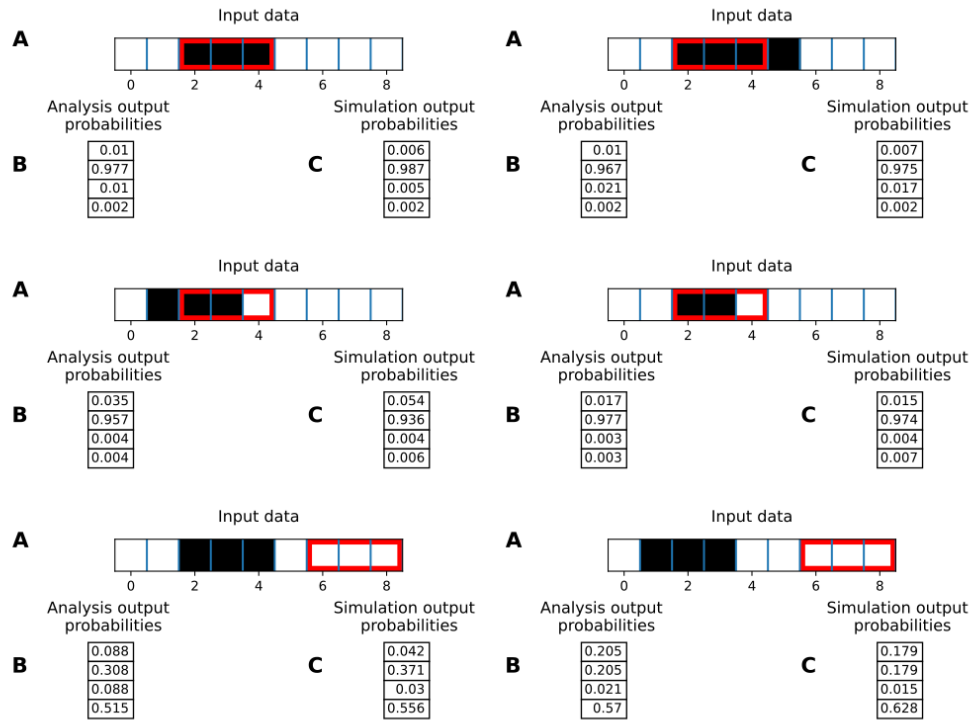 Input data
A
0 2 4 6 8
Analysis output
probabilities
Simulation output
probabilities
B
0.01
0.977
0.01
0.002
C
0.006
0.987
0.005
0.002
Input data
A
0 2 4 6 8
Analysis output
probabilities
Simulation output
probabilities
B
0.01
0.967
0.021
0.002
C
0.007
0.975
0.017
0.002
Input data
A
0 2 4 6 8
Analysis output
probabilities
Simulation output
probabilities
B
0.035
0.957
0.004
0.004
C
0.054
0.936
0.004
0.006
Input data
A
0 2 4 6 8
Analysis output
probabilities
Simulation output
probabilities
B
0.017
0.977
0.003
0.003
C
0.015
0.974
0.004
0.007
Input data
A
0 2 4 6 8
Analysis output
probabilities
Simulation output
probabilities
B
0.088
0.308
0.088
0.515
C
0.042
0.371
0.03
0.556
Input data
A
0 2 4 6 8
Analysis output
probabilities
Simulation output
probabilities
B
0.205
0.205
0.021
0.57
C
0.179
0.179
0.015
0.628